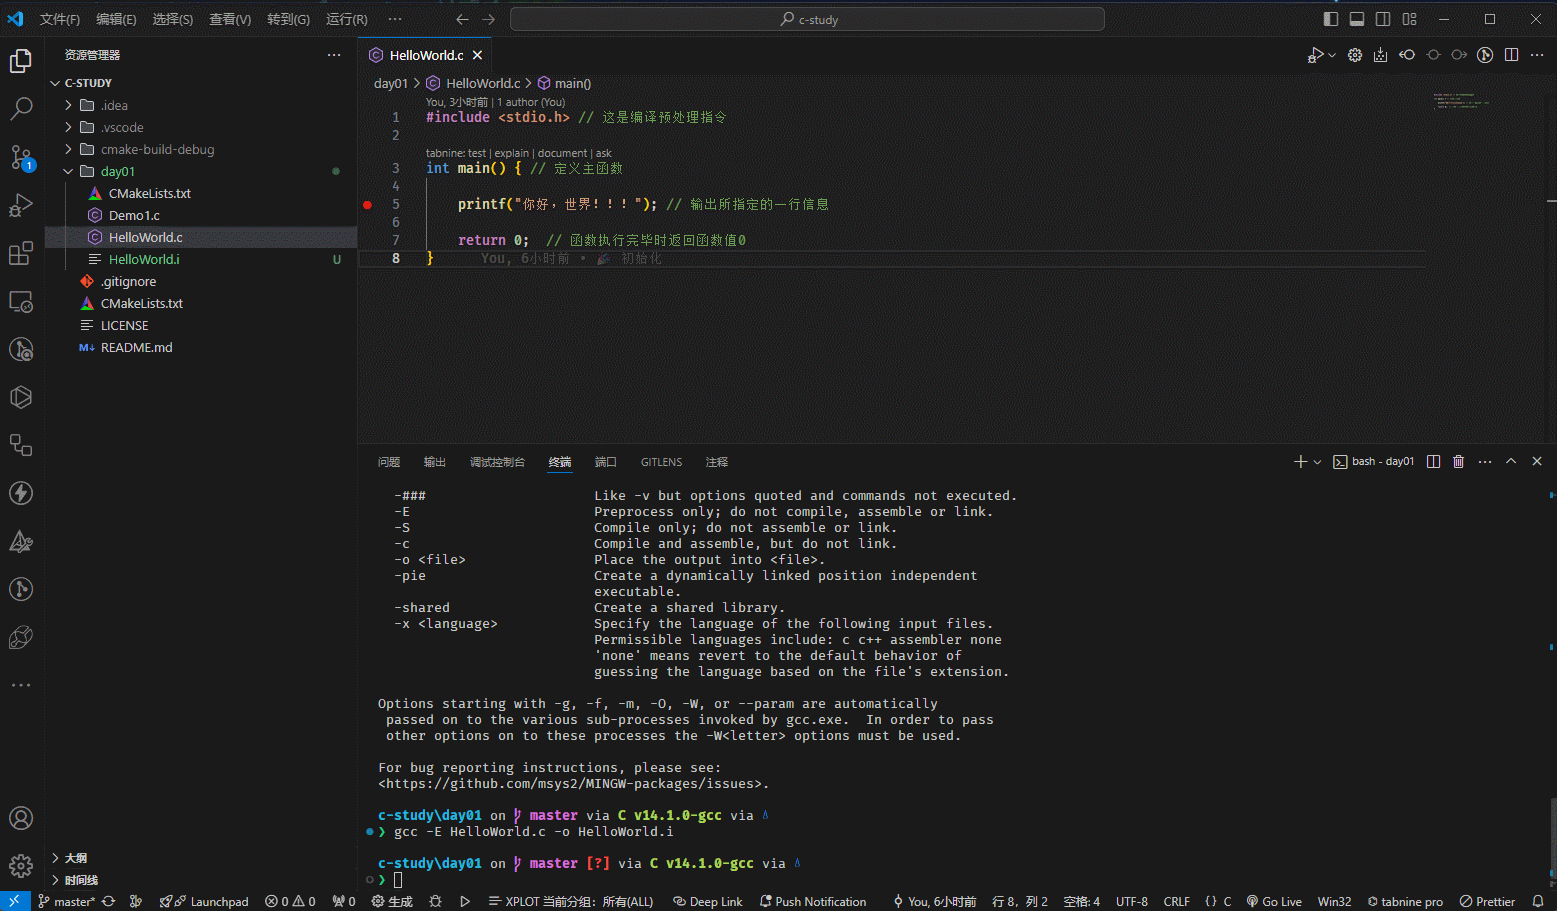 文件(F) 编辑(E) 选择(S) 查看(V) 转到(G) 运行(R) ··· c-study
资源管理器 ···
C-STUDY
.idea
.vscode
cmake-build-debug
day01
CMakeLists.txt
Demo1.c
HelloWorld.c
HelloWorld.i U
.gitignore
CMakeLists.txt
LICENSE
README.md
大纲
时间线
HelloWorld.c
day01 > HelloWorld.c > main()
You, 3小时前 | 1 author (You)
1 #include <stdio.h> // 这是编译预处理指令
2
tabnine: test | explain | document | ask
3 int main() { // 定义主函数
4
5 printf("你好，世界！！！"); // 输出所指定的一行信息
6
7 return 0; // 函数执行完毕时返回函数值0
8 } You, 6小时前 • 🎉 初始化
问题 输出 调试控制台 终端 端口 GITLENS 注释 bash - day01
-### Like -v but options quoted and commands not executed.
-E Preprocess only; do not compile, assemble or link.
-S Compile only; do not assemble or link.
-c Compile and assemble, but do not link.
-o <file> Place the output into <file>.
-pie Create a dynamically linked position independent
executable.
-shared Create a shared library.
-x <language> Specify the language of the following input files.
Permissible languages include: c c++ assembler none
'none' means revert to the default behavior of
guessing the language based on the file's extension.
Options starting with -g, -f, -m, -O, -W, or --param are automatically
passed on to the various sub-processes invoked by gcc.exe. In order to pass
other options on to these processes the -W<letter> options must be used.
For bug reporting instructions, please see:
<https://github.com/msys2/MINGW-packages/issues>.
c-study\day01 on master via C v14.1.0-gcc via
❯ gcc -E HelloWorld.c -o HelloWorld.i
c-study\day01 on master [?] via C v14.1.0-gcc via
❯
master* Launchpad 0 0 0 生成 XPLOT 当前分组：所有(ALL) Deep Link Push Notification You, 6小时前 行 8，列 2 空格: 4 UTF-8 CRLF {} C Go Live Win32 tabnine pro Prettier
1